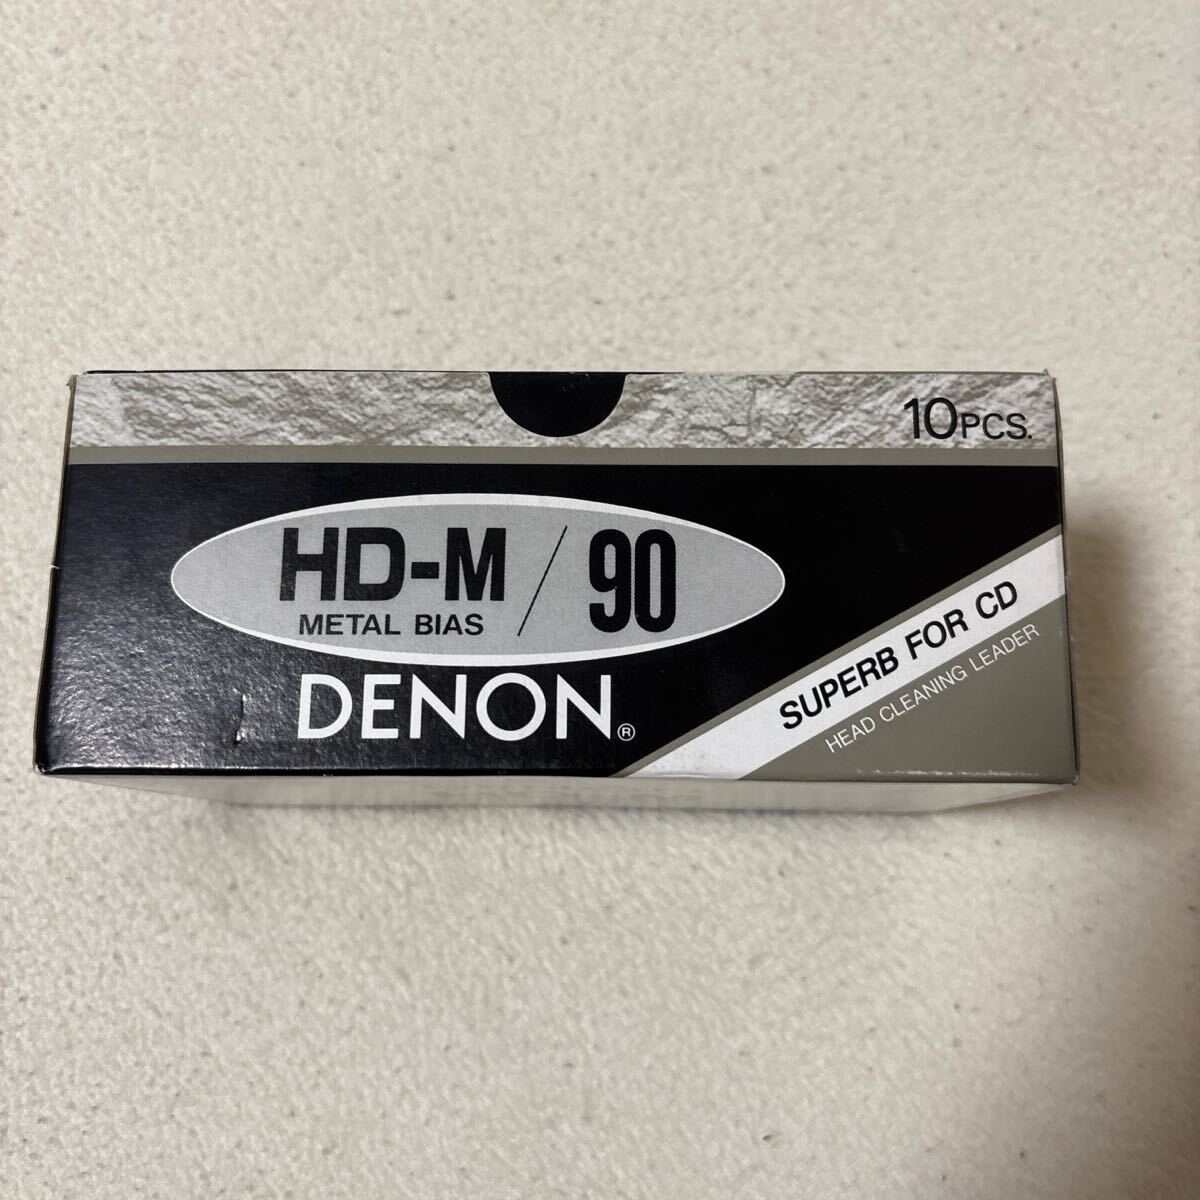 10PCS.
HD-M / 90
METAL BIAS
DENON®
SUPERB FOR CD
HEAD CLEANING LEADER